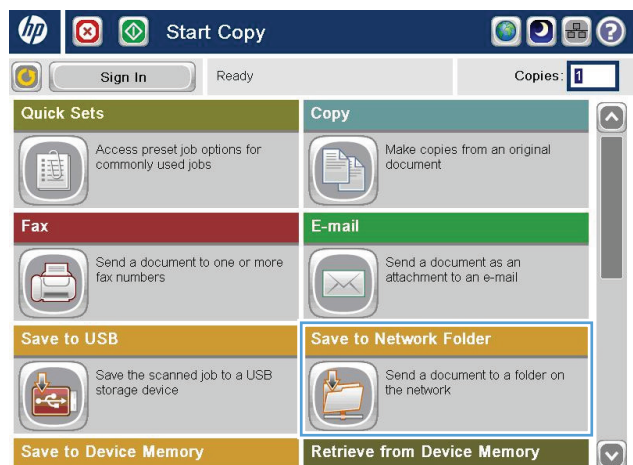 hp
Start Copy
?
Sign In
Ready
Copies: 1
Quick Sets
Access preset job options for
commonly used jobs
Copy
Make copies from an original
document
Fax
Send a document to one or more
fax numbers
E-mail
Send a document as an
attachment to an e-mail
Save to USB
Save the scanned job to a USB
storage device
Save to Network Folder
Send a document to a folder on
the network
Save to Device Memory
Retrieve from Device Memory